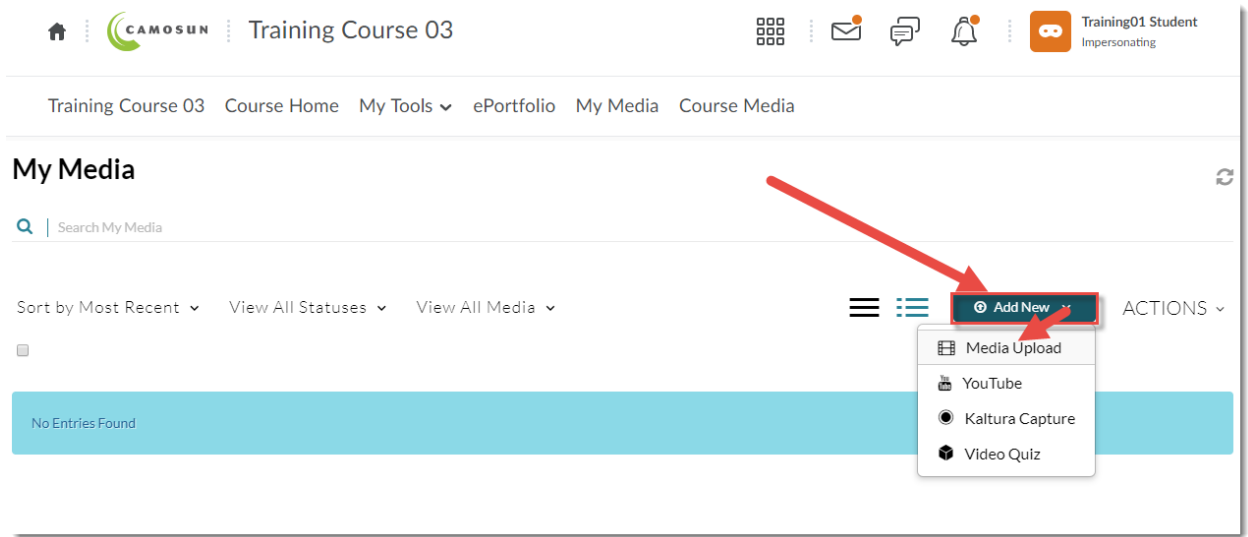 CAMOSUN Training Course 03 Training01 Student
Impersonating
Training Course 03 Course Home My Tools ePortfolio My Media Course Media
My Media
Search My Media
Sort by Most Recent View All Statuses View All Media Add New ACTIONS
Media Upload
YouTube
Kaltura Capture
Video Quiz
No Entries Found